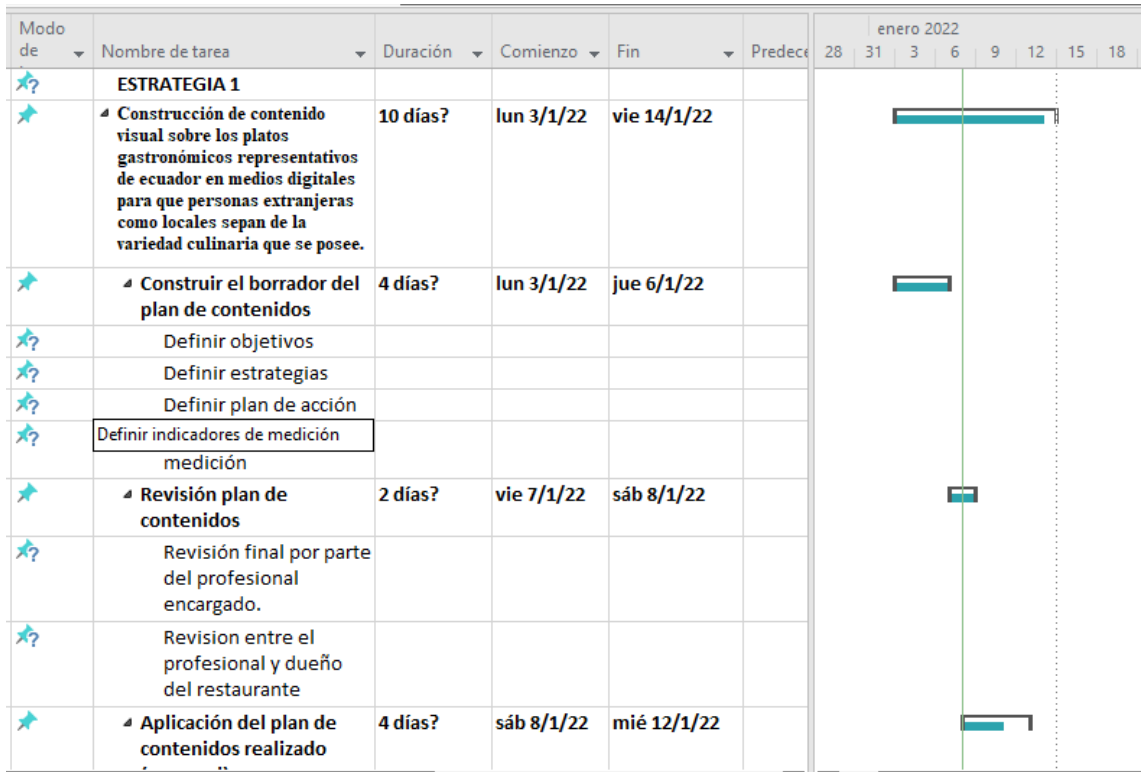 Modo
de
Nombre de tarea
Duración
Comienzo
Fin
Predece
enero 2022
28 31 3 6 9 12 15 18
ESTRATEGIA 1
Construcción de contenido
visual sobre los platos
gastronómicos representativos
de ecuador en medios digitales
para que personas extranjeras
como locales sepan de la
variedad culinaria que se posee.
10 días?
lun 3/1/22
vie 14/1/22
Construir el borrador del
plan de contenidos
4 días?
lun 3/1/22
jue 6/1/22
Definir objetivos
Definir estrategias
Definir plan de acción
Definir indicadores de medición
medición
Revisión plan de
contenidos
2 días?
vie 7/1/22
sáb 8/1/22
Revisión final por parte
del profesional
encargado.
Revision entre el
profesional y dueño
del restaurante
Aplicación del plan de
contenidos realizado
4 días?
sáb 8/1/22
mié 12/1/22